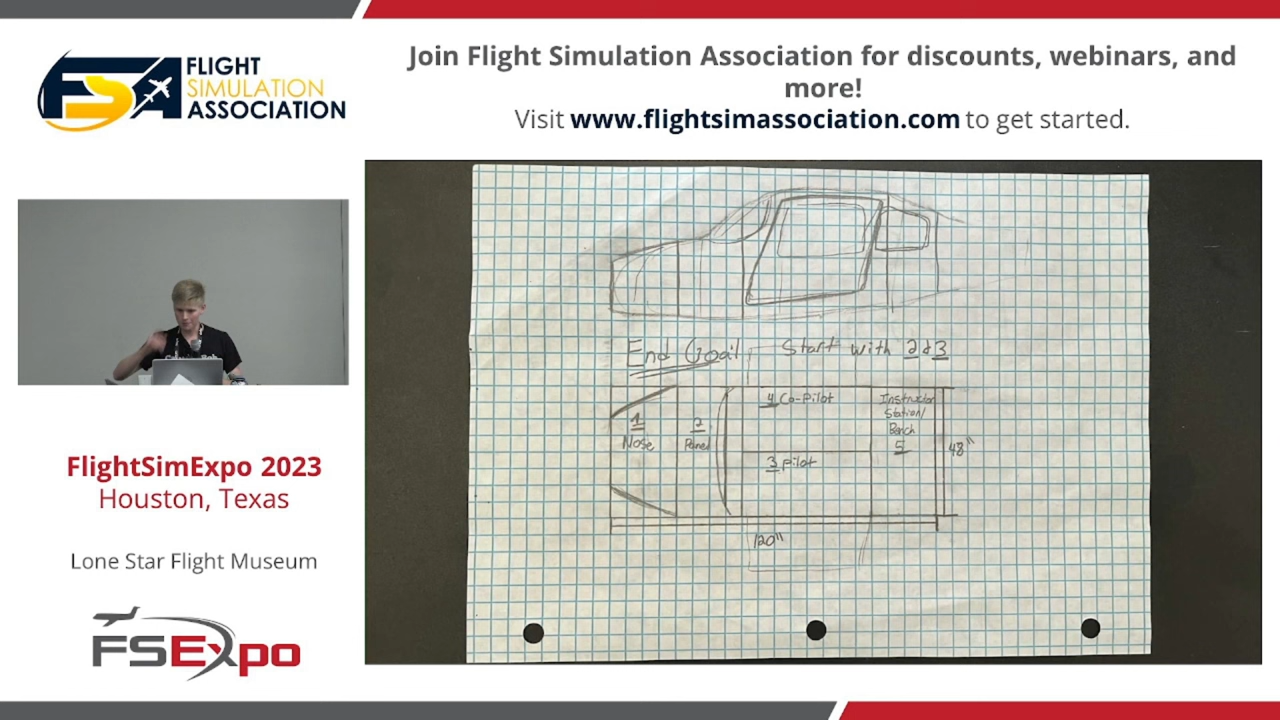 FLIGHT
SIMULATION
ASSOCIATION
FSA
Join Flight Simulation Association for discounts, webinars, and
more!
Visit www.flightsimassociation.com to get started.
FlightSimExpo 2023
Houston, Texas
Lone Star Flight Museum
FSExpo
End Goal Start with 2 & 3
1
Nose
2
Panel
4 Co-Pilot
3 Pilot
Instructor
Station/
Bench
5
48"
120"